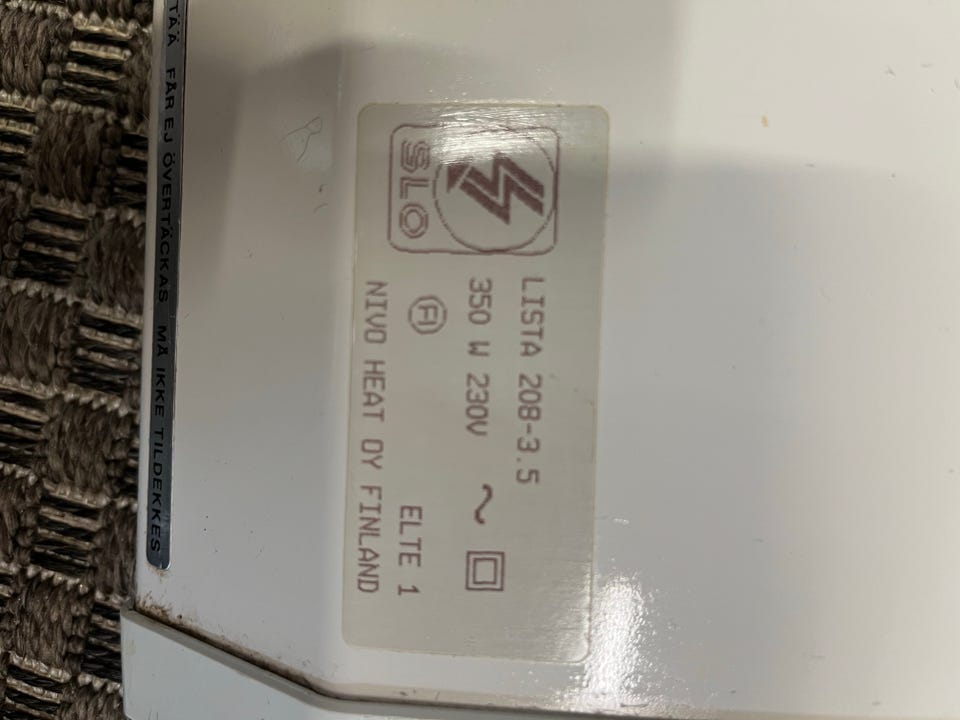 SLO
LISTA 208-3.5
350 W 230V ~
FI
ELTE 1
NIVO HEAT OY FINLAND
TÄÄ FÅR EJ ÖVERTÄCKAS MÅ IKKE TILDEKKES